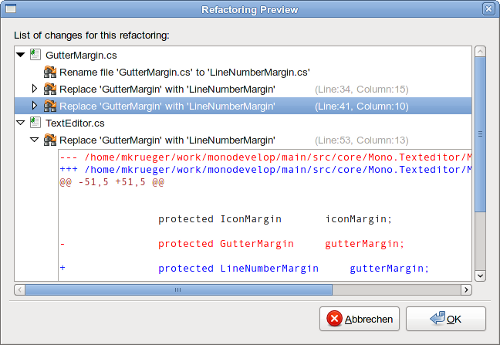 Refactoring Preview
List of changes for this refactoring:
GutterMargin.cs
Rename file 'GutterMargin.cs' to 'LineNumberMargin.cs'
Replace 'GutterMargin' with 'LineNumberMargin' (Line:34, Column:15)
Replace 'GutterMargin' with 'LineNumberMargin' (Line:41, Column:10)
TextEditor.cs
Replace 'GutterMargin' with 'LineNumberMargin' (Line:53, Column:13)
--- /home/mkrueger/work/monodevelop/main/src/core/Mono.Texteditor/M
+++ /home/mkrueger/work/monodevelop/main/src/core/Mono.Texteditor/M
@@ -51,5 +51,5 @@
protected IconMargin iconMargin;
- protected GutterMargin gutterMargin;
+ protected LineNumberMargin gutterMargin;
Abbrechen OK